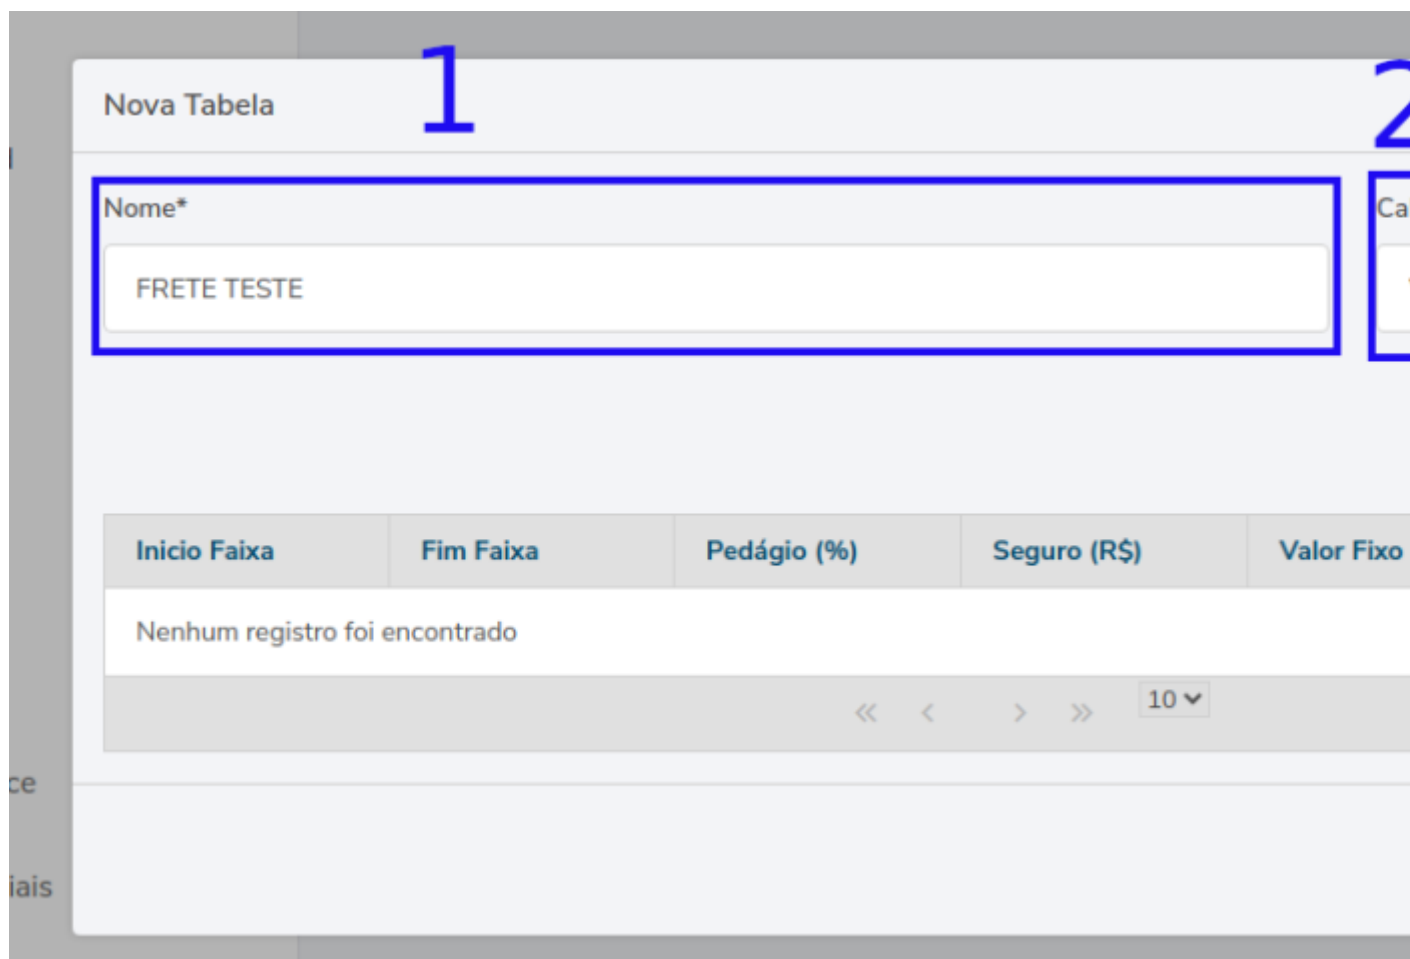 1
2
Nova Tabela
Nome*
FRETE TESTE
Inicio Faixa Fim Faixa Pedágio (%) Seguro (R$) Valor Fixo
Nenhum registro foi encontrado
« < > » 10
ce
iais